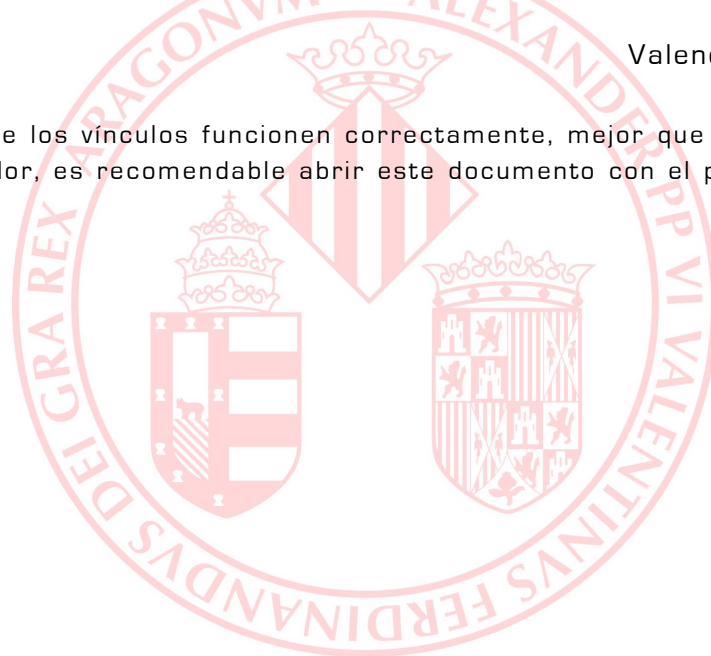 Valenc
e los vínculos funcionen correctamente, mejor que
lor, es recomendable abrir este documento con el p
ARAGONVM ALEXANDER PP VI VALENTINVS FERDINANDVS DEI GRA REX